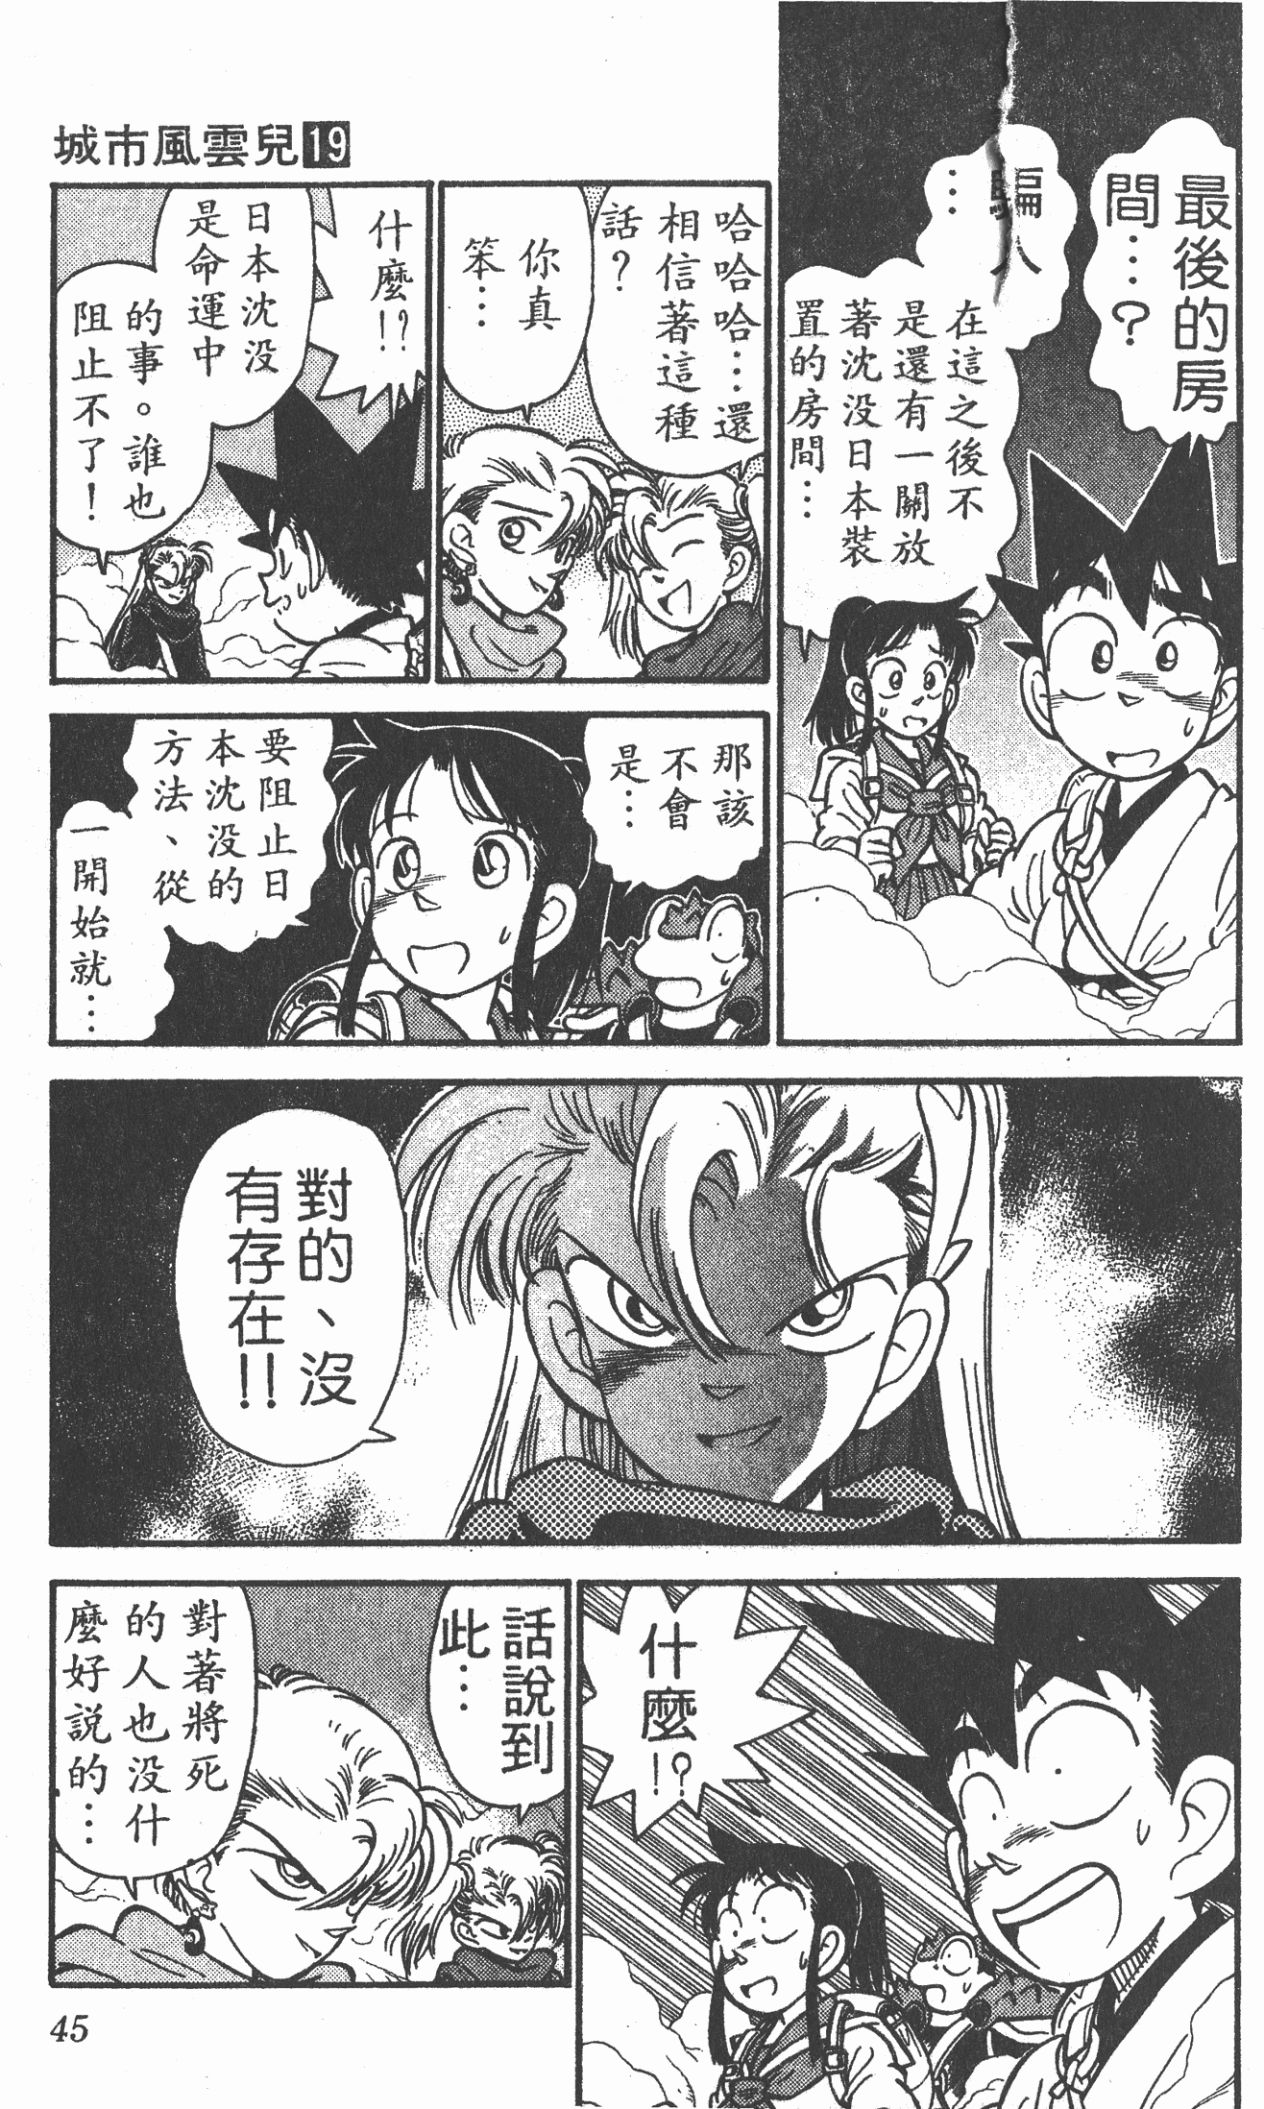 城市風雲兒19
最後的房
間…？
騙人
…
在這之後不
是還有一關放
著沈没日本裝
置的房間…
哈哈哈…還
相信著這種
話？
你真
笨…
什麼!?
日本沈没
是命運中
的事。誰也
阻止不了！
那該
不會
是…
要阻止日
本沈没的
方法、從
一開始就…
對的、沒
有存在!!
什麼!?
話說到
此…
對著將死
的人也没什
麼好說的…
45